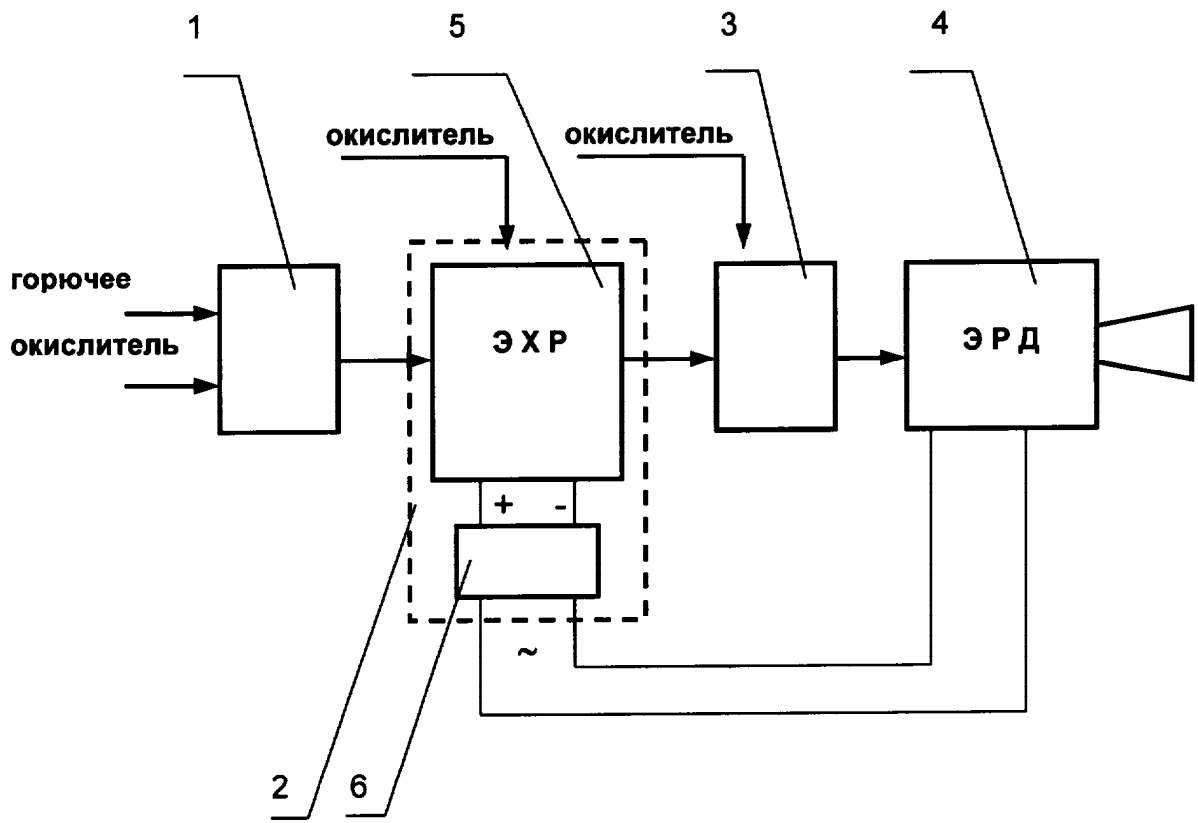 1 5 3 4
окислитель окислитель
горючее
окислитель
ЭХР ЭРД
+ -
~
2 6